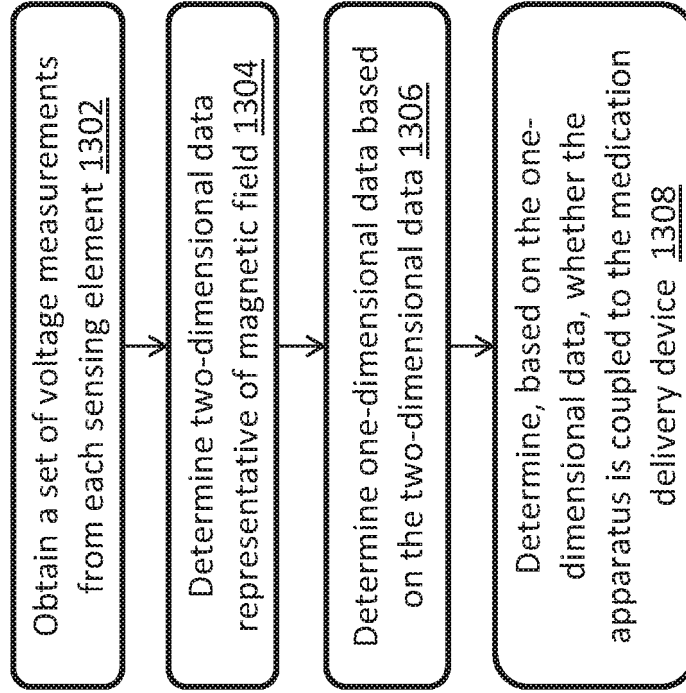 Obtain a set of voltage measurements
from each sensing element 1302
Determine two-dimensional data
representative of magnetic field 1304
Determine one-dimensional data based
on the two-dimensional data 1306
Determine, based on the one-
dimensional data, whether the
apparatus is coupled to the medication
delivery device 1308